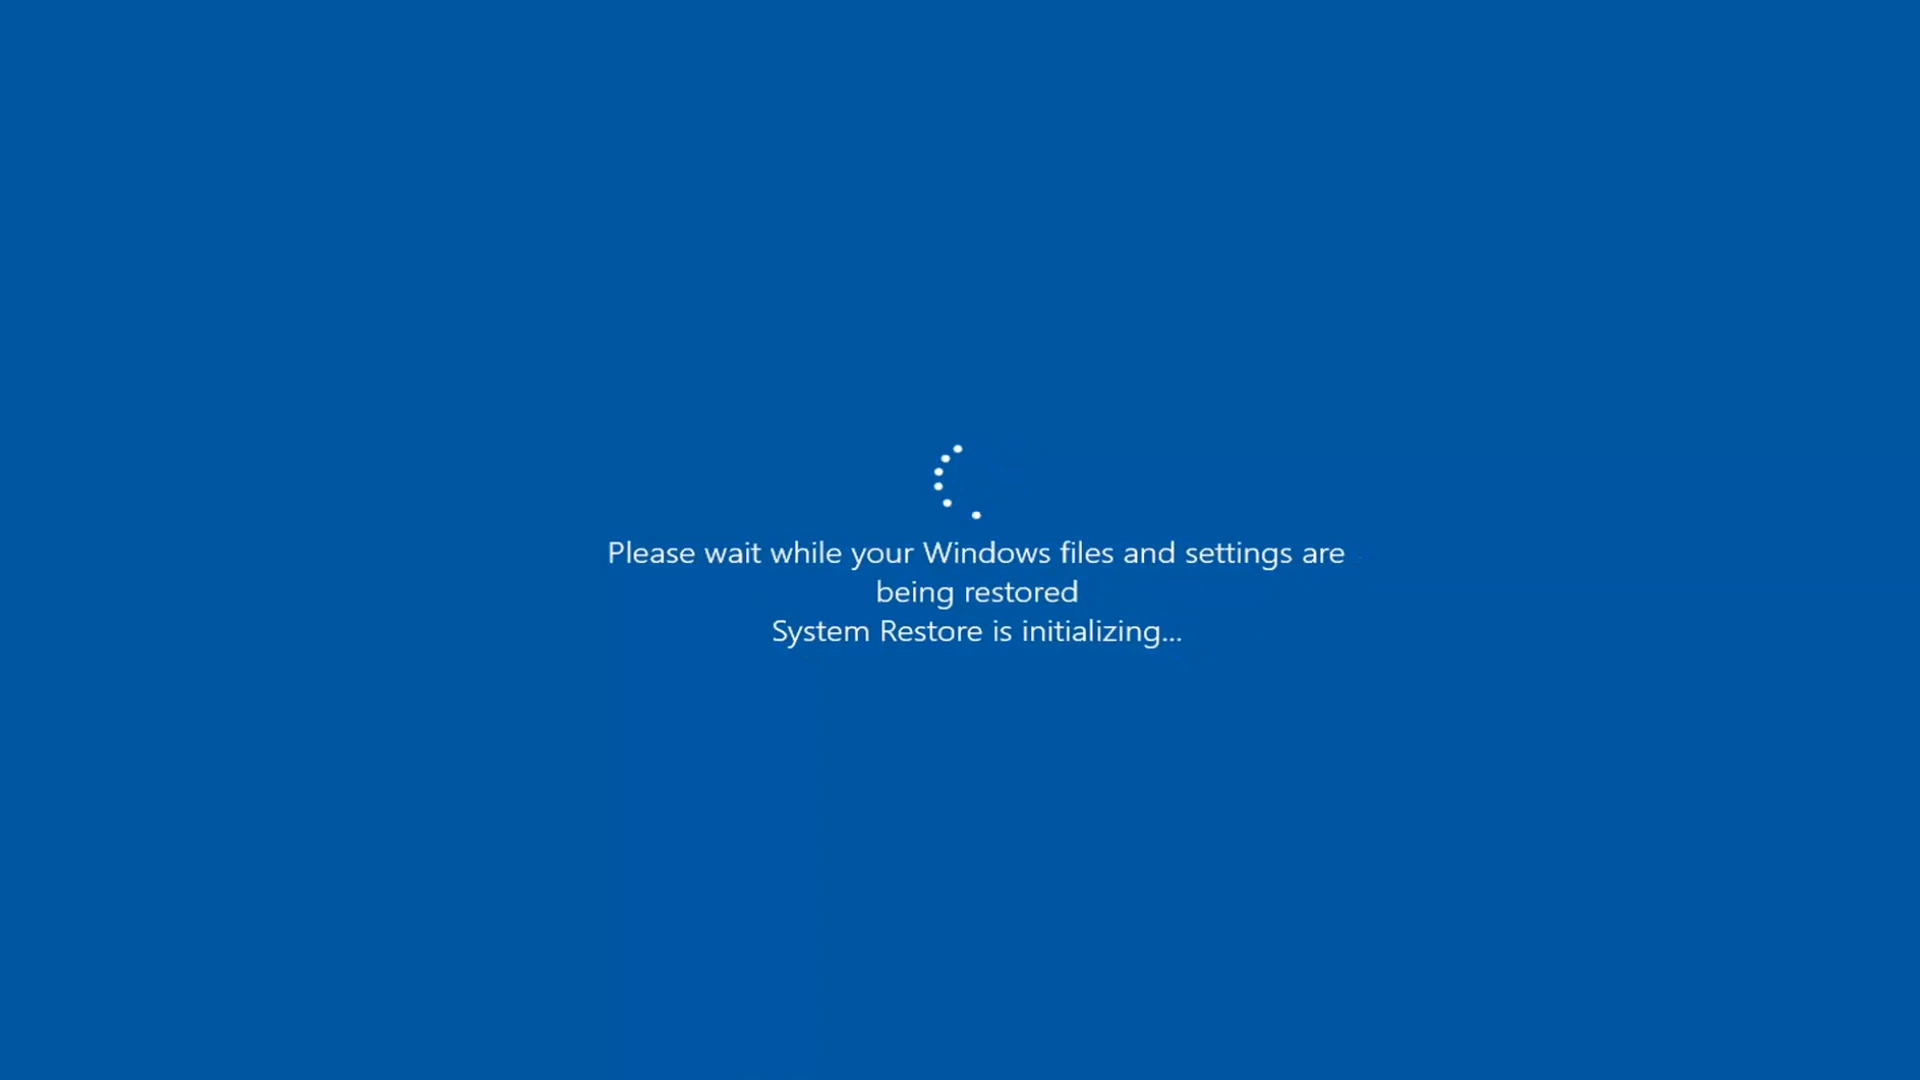 Please wait while your Windows files and settings are
being restored
System Restore is initializing...